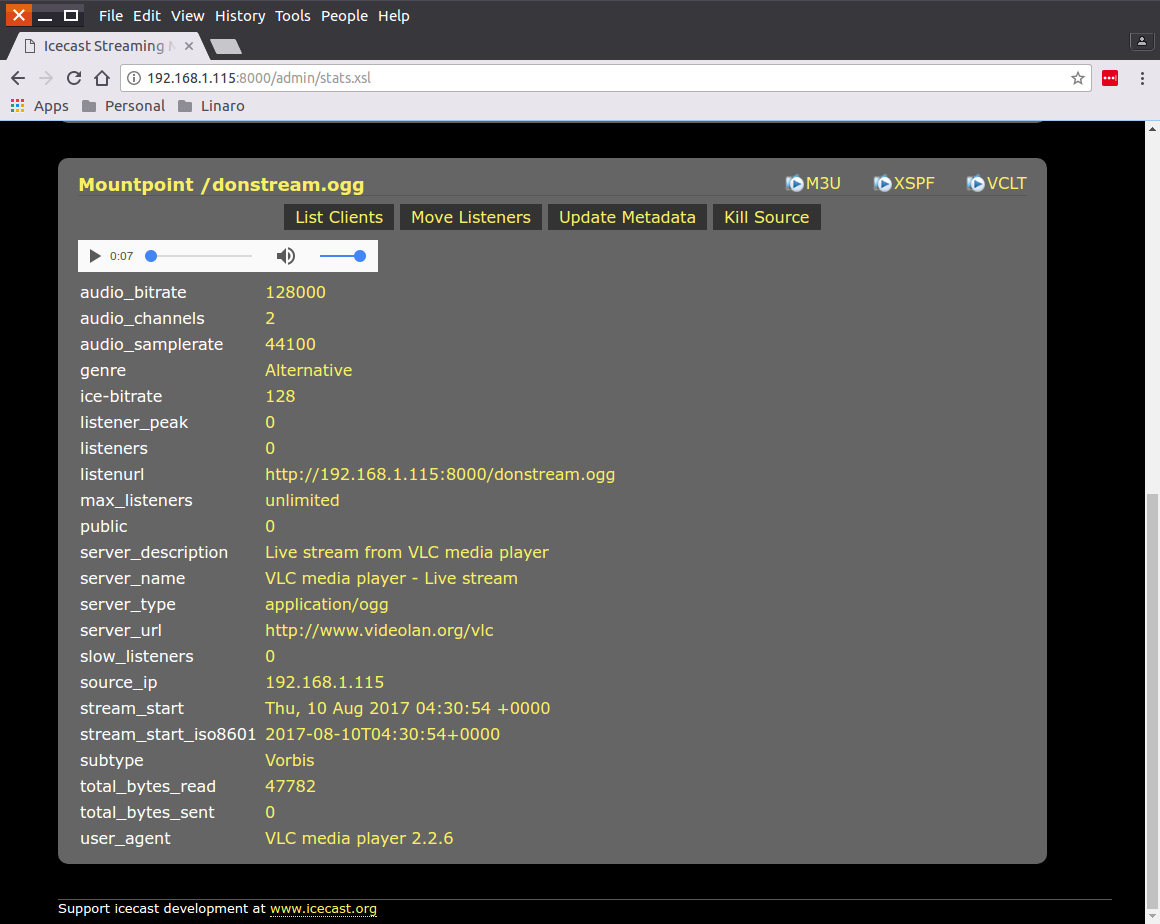 File Edit View History Tools People Help
Icecast Streaming M
192.168.1.115:8000/admin/stats.xsl
Apps Personal Linaro
Mountpoint /donstream.ogg M3U XSPF VCLT
List Clients Move Listeners Update Metadata Kill Source
0:07
audio_bitrate 128000
audio_channels 2
audio_samplerate 44100
genre Alternative
ice-bitrate 128
listener_peak 0
listeners 0
listenurl http://192.168.1.115:8000/donstream.ogg
max_listeners unlimited
public 0
server_description Live stream from VLC media player
server_name VLC media player - Live stream
server_type application/ogg
server_url http://www.videolan.org/vlc
slow_listeners 0
source_ip 192.168.1.115
stream_start Thu, 10 Aug 2017 04:30:54 +0000
stream_start_iso8601 2017-08-10T04:30:54+0000
subtype Vorbis
total_bytes_read 47782
total_bytes_sent 0
user_agent VLC media player 2.2.6
Support icecast development at www.icecast.org